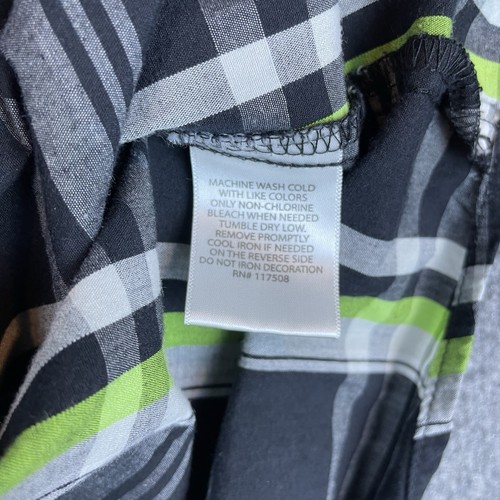 MACHINE WASH COLD
WITH LIKE COLORS
ONLY NON-CHLORINE
BLEACH WHEN NEEDED
TUMBLE DRY LOW.
REMOVE PROMPTLY
COOL IRON IF NEEDED
ON THE REVERSE SIDE
DO NOT IRON DECORATION
RN# 117508